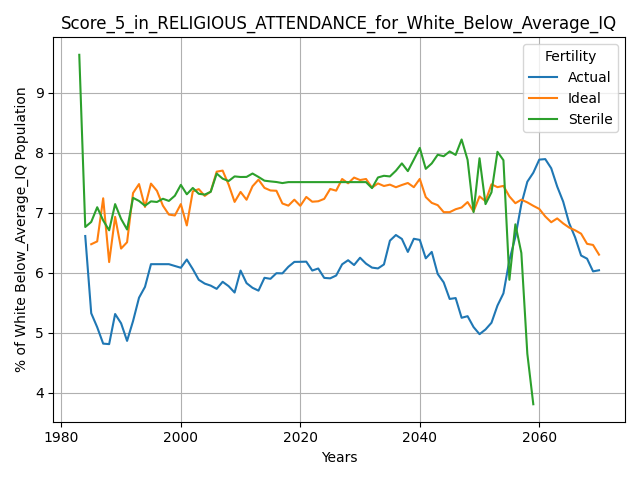 Score_5_in_RELIGIOUS_ATTENDANCE_for_White_Below_Average_IQ
Fertility
Actual
Ideal
Sterile
% of White Below_Average_IQ Population
9
8
7
6
5
4
1980 2000 2020 2040 2060
Years